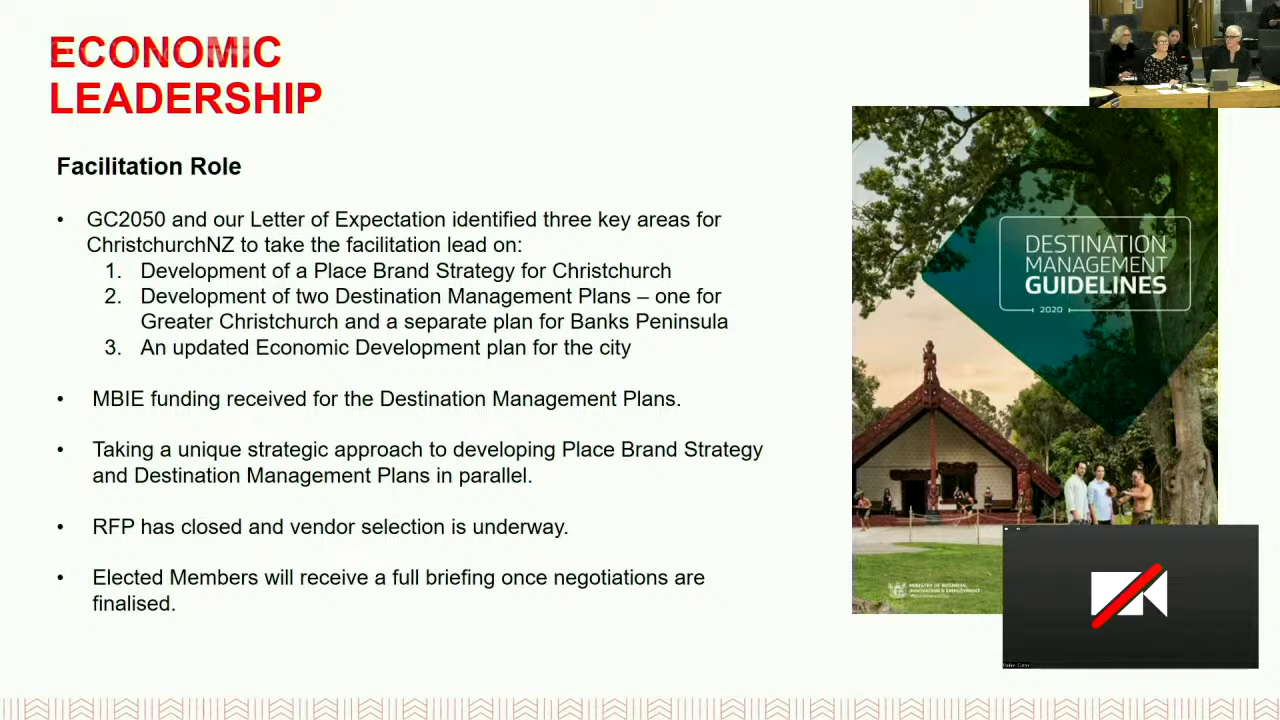 ECONOMIC
LEADERSHIP
Facilitation Role
• GC2050 and our Letter of Expectation identified three key areas for
ChristchurchNZ to take the facilitation lead on:
1. Development of a Place Brand Strategy for Christchurch
2. Development of two Destination Management Plans – one for
Greater Christchurch and a separate plan for Banks Peninsula
3. An updated Economic Development plan for the city
• MBIE funding received for the Destination Management Plans.
• Taking a unique strategic approach to developing Place Brand Strategy
and Destination Management Plans in parallel.
• RFP has closed and vendor selection is underway.
• Elected Members will receive a full briefing once negotiations are
finalised.
DESTINATION
MANAGEMENT
GUIDELINES
2020
MINISTRY OF BUSINESS,
INNOVATION & EMPLOYMENT